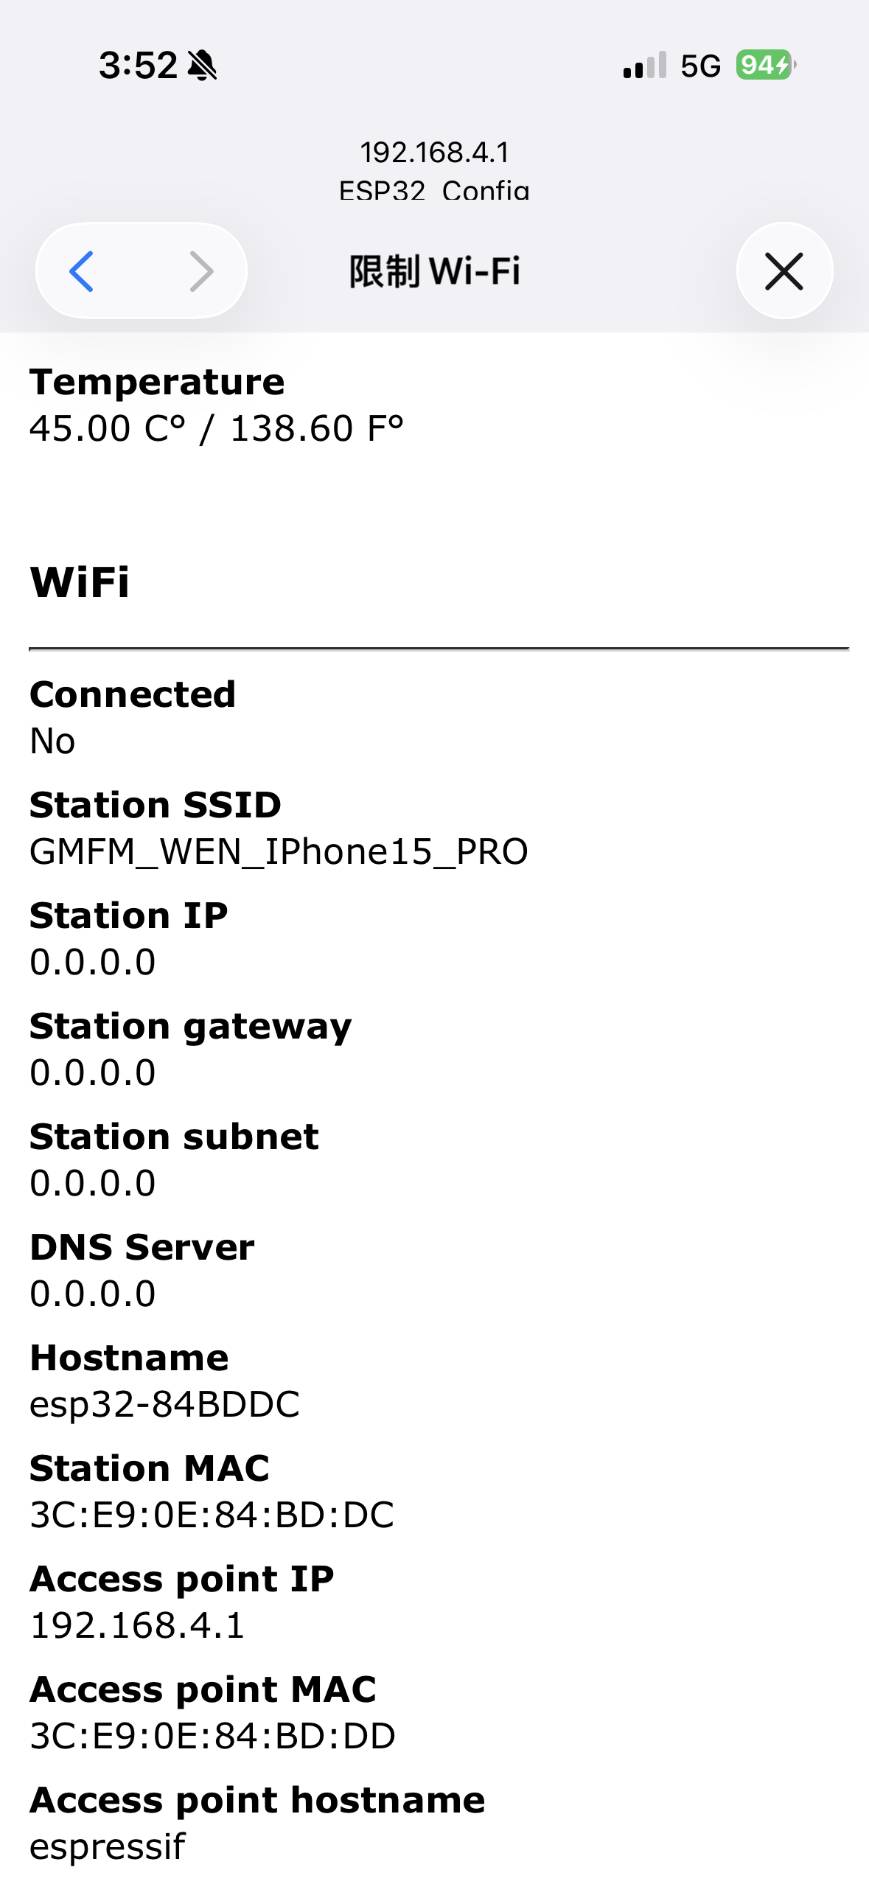 3:52
5G 94
192.168.4.1
ESP32_Config
限制 Wi-Fi
Temperature
45.00 C° / 138.60 F°
WiFi
Connected
No
Station SSID
GMFM_WEN_IPhone15_PRO
Station IP
0.0.0.0
Station gateway
0.0.0.0
Station subnet
0.0.0.0
DNS Server
0.0.0.0
Hostname
esp32-84BDDC
Station MAC
3C:E9:0E:84:BD:DC
Access point IP
192.168.4.1
Access point MAC
3C:E9:0E:84:BD:DD
Access point hostname
espressif